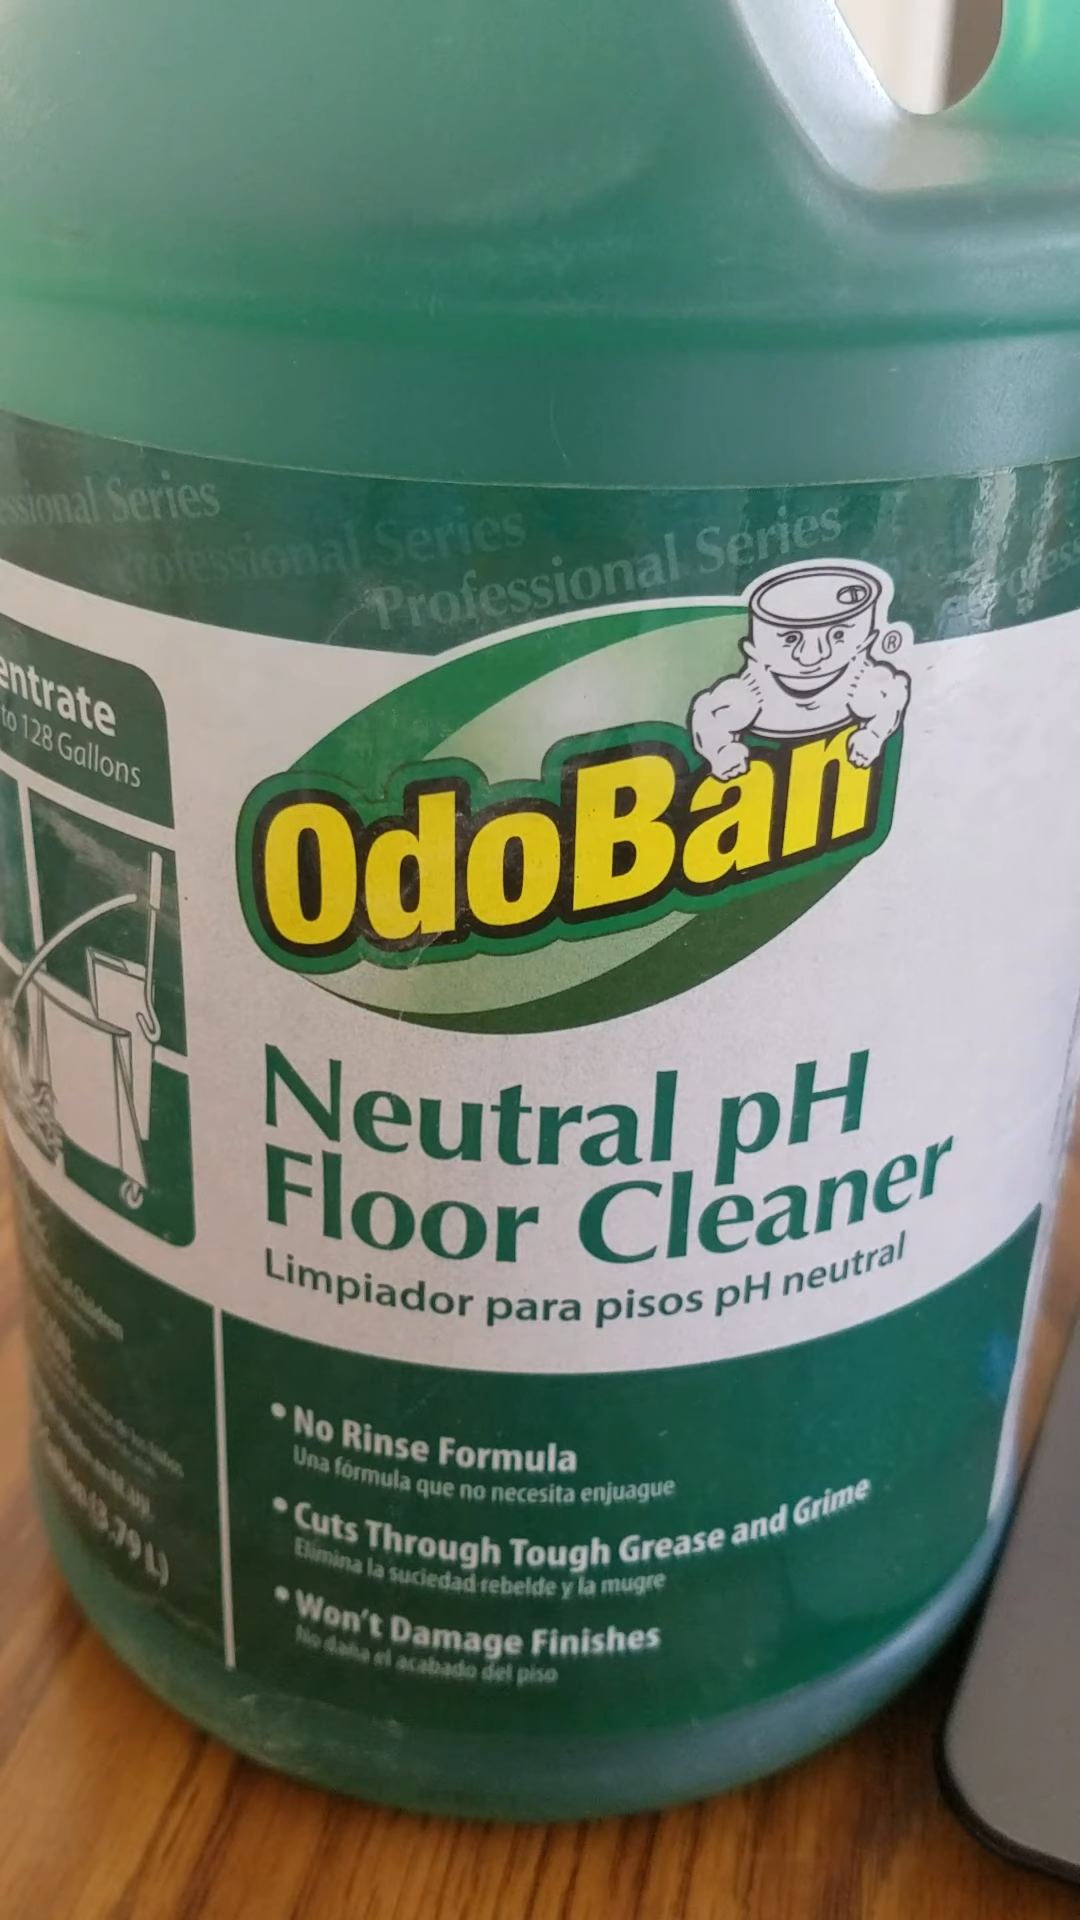 Series
Professional Series
Professional Series
to 128 Gallons
OdoBan
®
Neutral pH
Floor Cleaner
Limpiador para pisos pH neutral
• No Rinse Formula
Una fórmula que no necesita enjuague
• Cuts Through Tough Grease and Grime
Elimina la suciedad rebelde y la mugre
• Won't Damage Finishes
No daña el acabado del piso
(3.79 L)